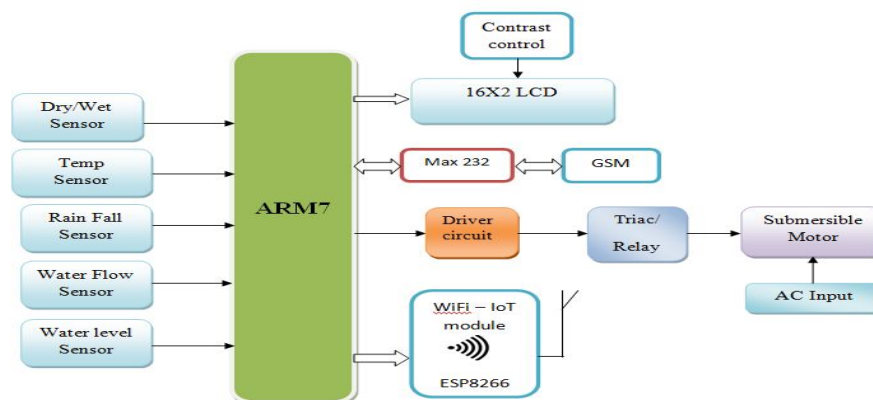 Contrast
control
16X2 LCD
Dry/Wet
Sensor
Temp
Sensor
Rain Fall
Sensor
Water Flow
Sensor
Water level
Sensor
ARM7
Max 232
GSM
Driver
circuit
Triac/
Relay
Submersible
Motor
AC Input
WiFi – IoT
module
ESP8266